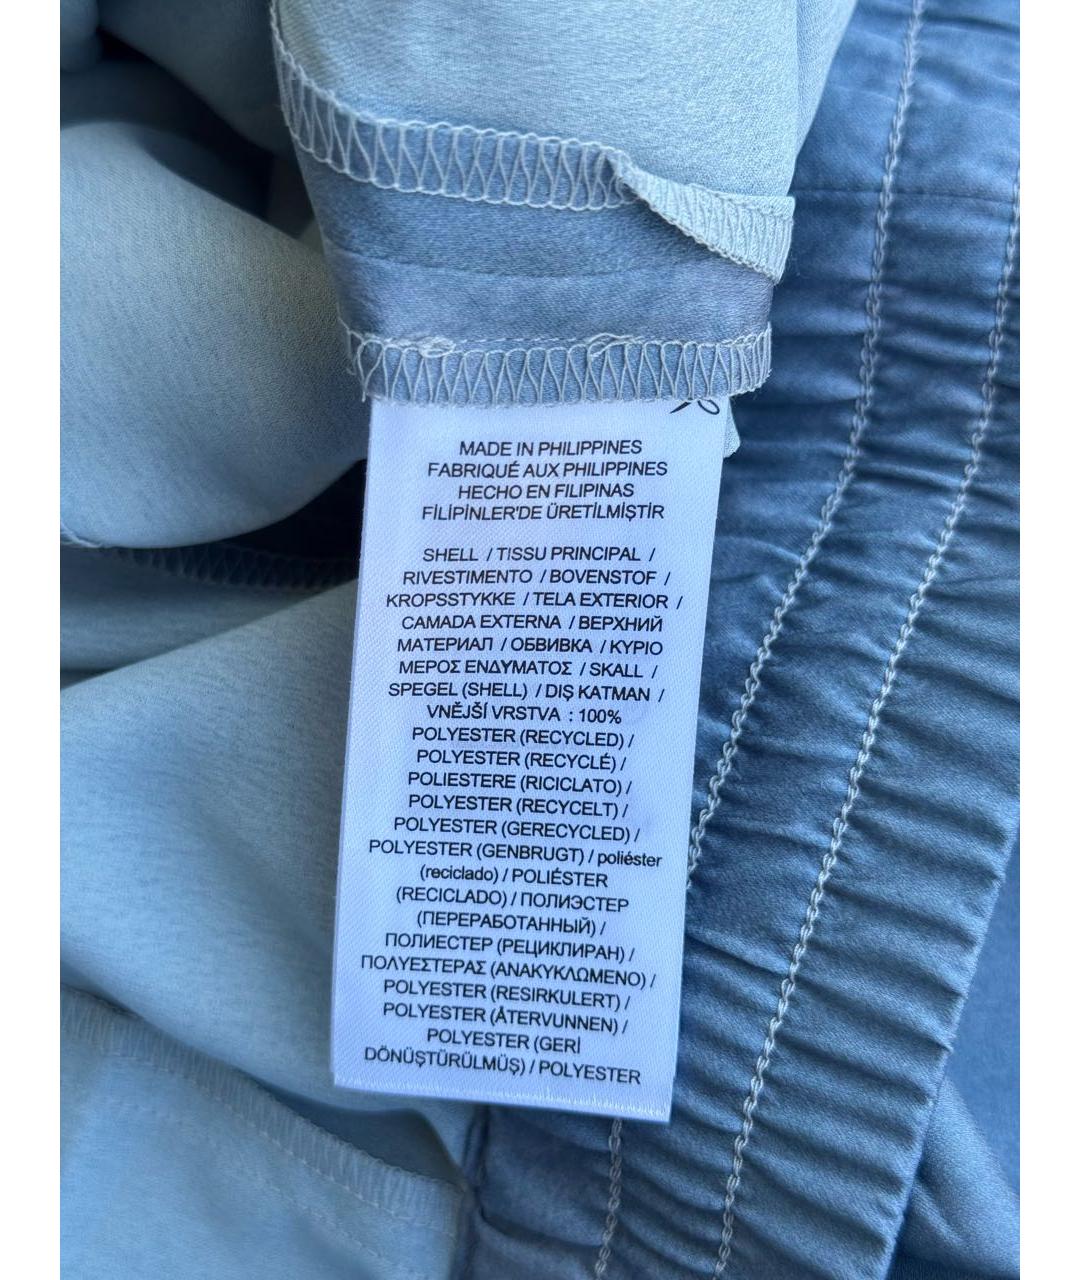 MADE IN PHILIPPINES
FABRIQUÉ AUX PHILIPPINES
HECHO EN FILIPINAS
FİLİPİNLER'DE ÜRETİLMİŞTİR
SHELL / TISSU PRINCIPAL /
RIVESTIMENTO / BOVENSTOF /
KROPSSTYKKE / TELA EXTERIOR /
CAMADA EXTERNA / ВЕРХНИЙ
МАТЕРИАЛ / ОБВИВКА / ΚΥΡΙΟ
ΜΕΡΟΣ ΕΝΔΥΜΑΤΟΣ / SKALL /
SPEGEL (SHELL) / DIŞ KATMAN /
VNĚJŠÍ VRSTVA : 100%
POLYESTER (RECYCLED) /
POLYESTER (RECYCLÉ) /
POLIESTERE (RICICLATO) /
POLYESTER (RECYCELT) /
POLYESTER (GERECYCLED) /
POLYESTER (GENBRUGT) / poliéster
(reciclado) / POLIÉSTER
(RECICLADO) / ПОЛИЭСТЕР
(ПЕРЕРАБОТАННЫЙ) /
ПОЛИЕСТЕР (РЕЦИКЛИРАН) /
ΠΟΛΥΕΣΤΕΡΑΣ (ΑΝΑΚΥΚΛΩΜΕΝΟ) /
POLYESTER (RESIRKULERT) /
POLYESTER (ÅTERVUNNEN) /
POLYESTER (GERİ
DÖNÜŞTÜRÜLMÜŞ) / POLYESTER